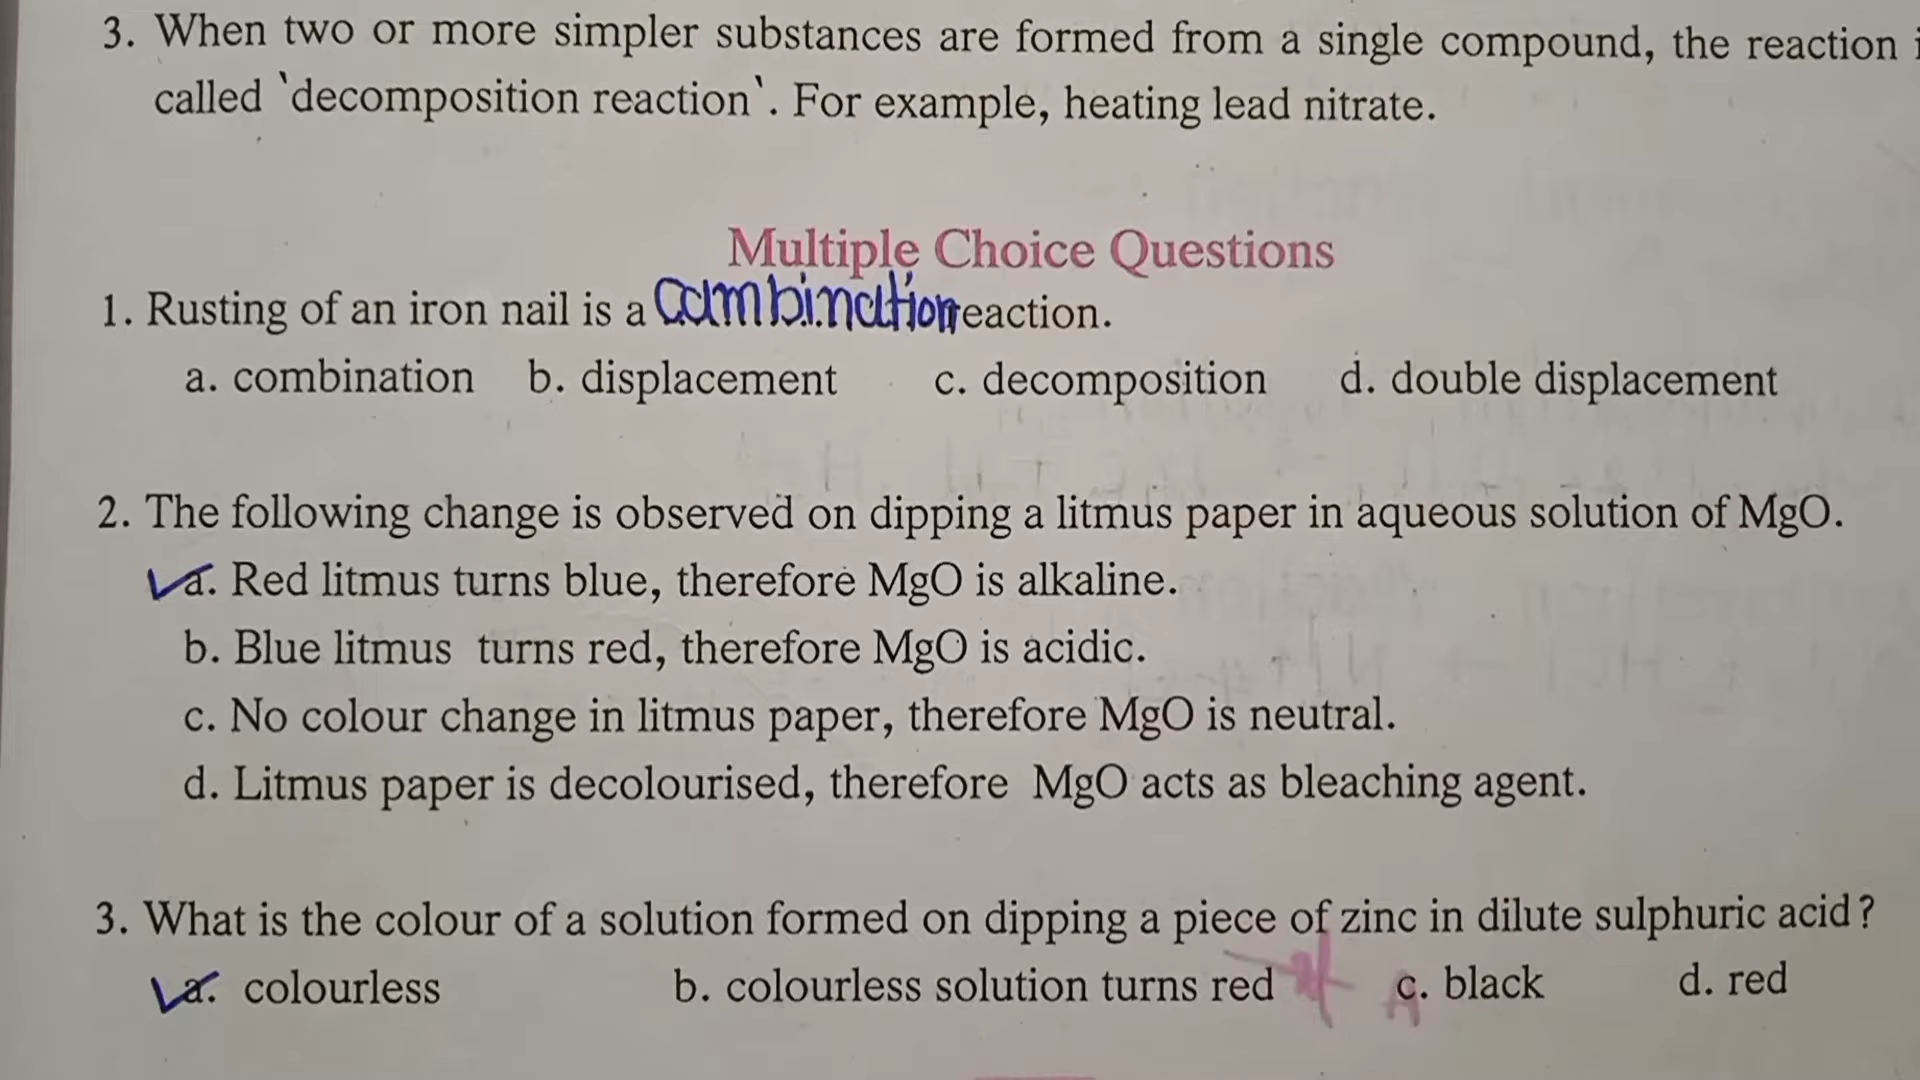 3. When two or more simpler substances are formed from a single compound, the reaction
called ‵decomposition reaction‵. For example, heating lead nitrate.
Multiple Choice Questions
1. Rusting of an iron nail is a combination reaction.
a. combination b. displacement c. decomposition d. double displacement
2. The following change is observed on dipping a litmus paper in aqueous solution of MgO.
a. Red litmus turns blue, therefore MgO is alkaline.
b. Blue litmus turns red, therefore MgO is acidic.
c. No colour change in litmus paper, therefore MgO is neutral.
d. Litmus paper is decolourised, therefore MgO acts as bleaching agent.
3. What is the colour of a solution formed on dipping a piece of zinc in dilute sulphuric acid?
a. colourless b. colourless solution turns red c. black d. red